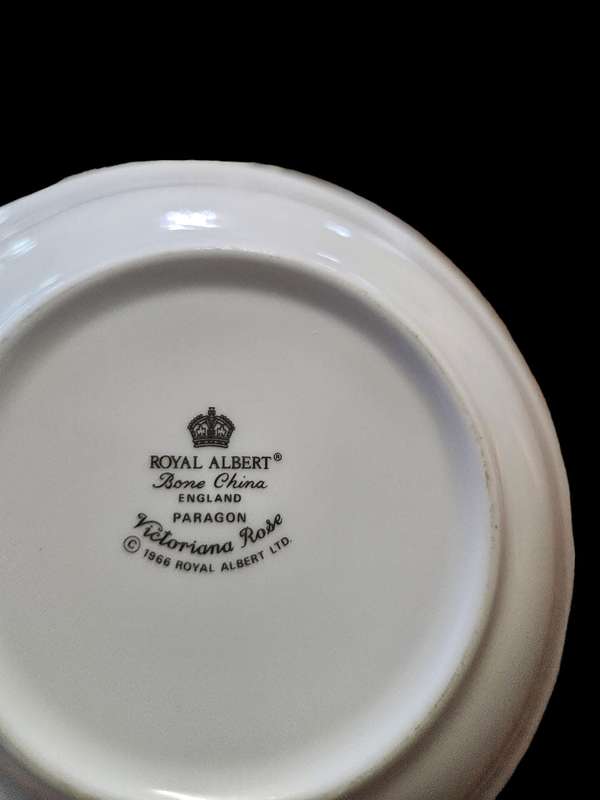 ROYAL ALBERT®
Bone China
ENGLAND
PARAGON
Victoriana Rose
© 1966 ROYAL ALBERT LTD.